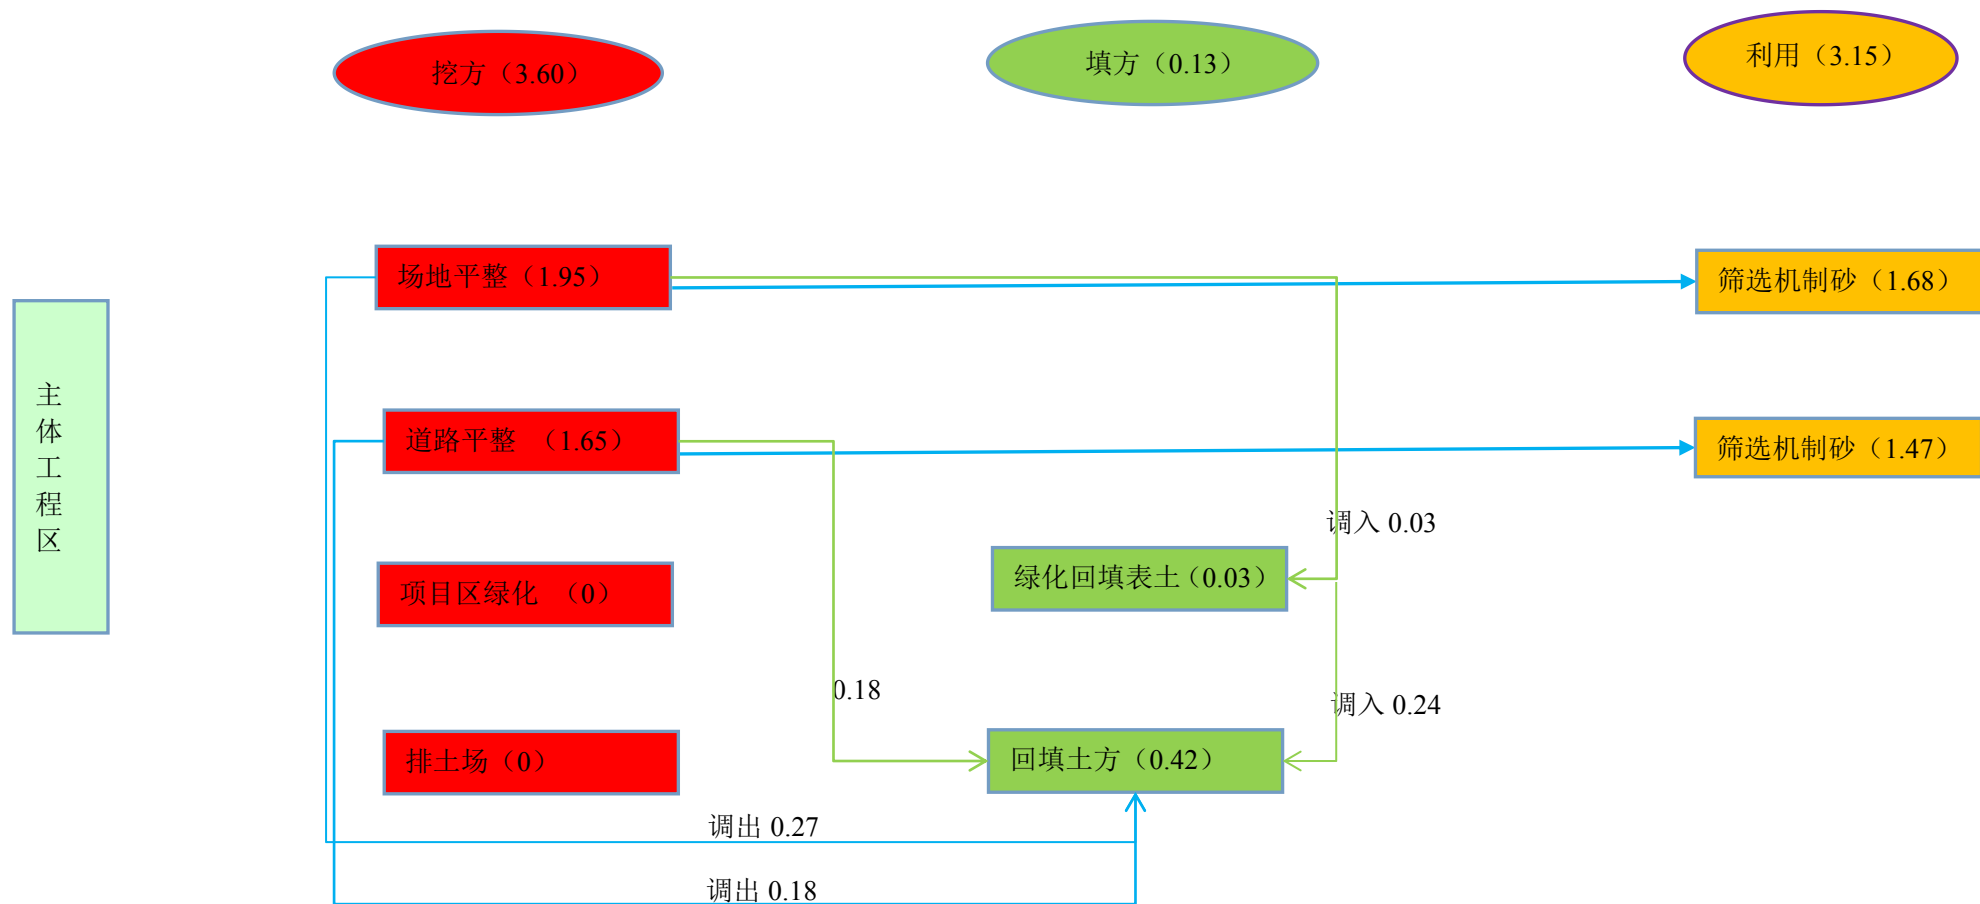 挖方（3.60）
填方（0.13）
利用（3.15）
场地平整（1.95）
筛选机制砂（1.68）
主
体
工
程
区
道路平整 （1.65）
筛选机制砂（1.47）
调入 0.03
项目区绿化 （0）
绿化回填表土（0.03）
0.18
调入 0.24
排土场（0）
回填土方（0.42）
调出 0.27
调出 0.18